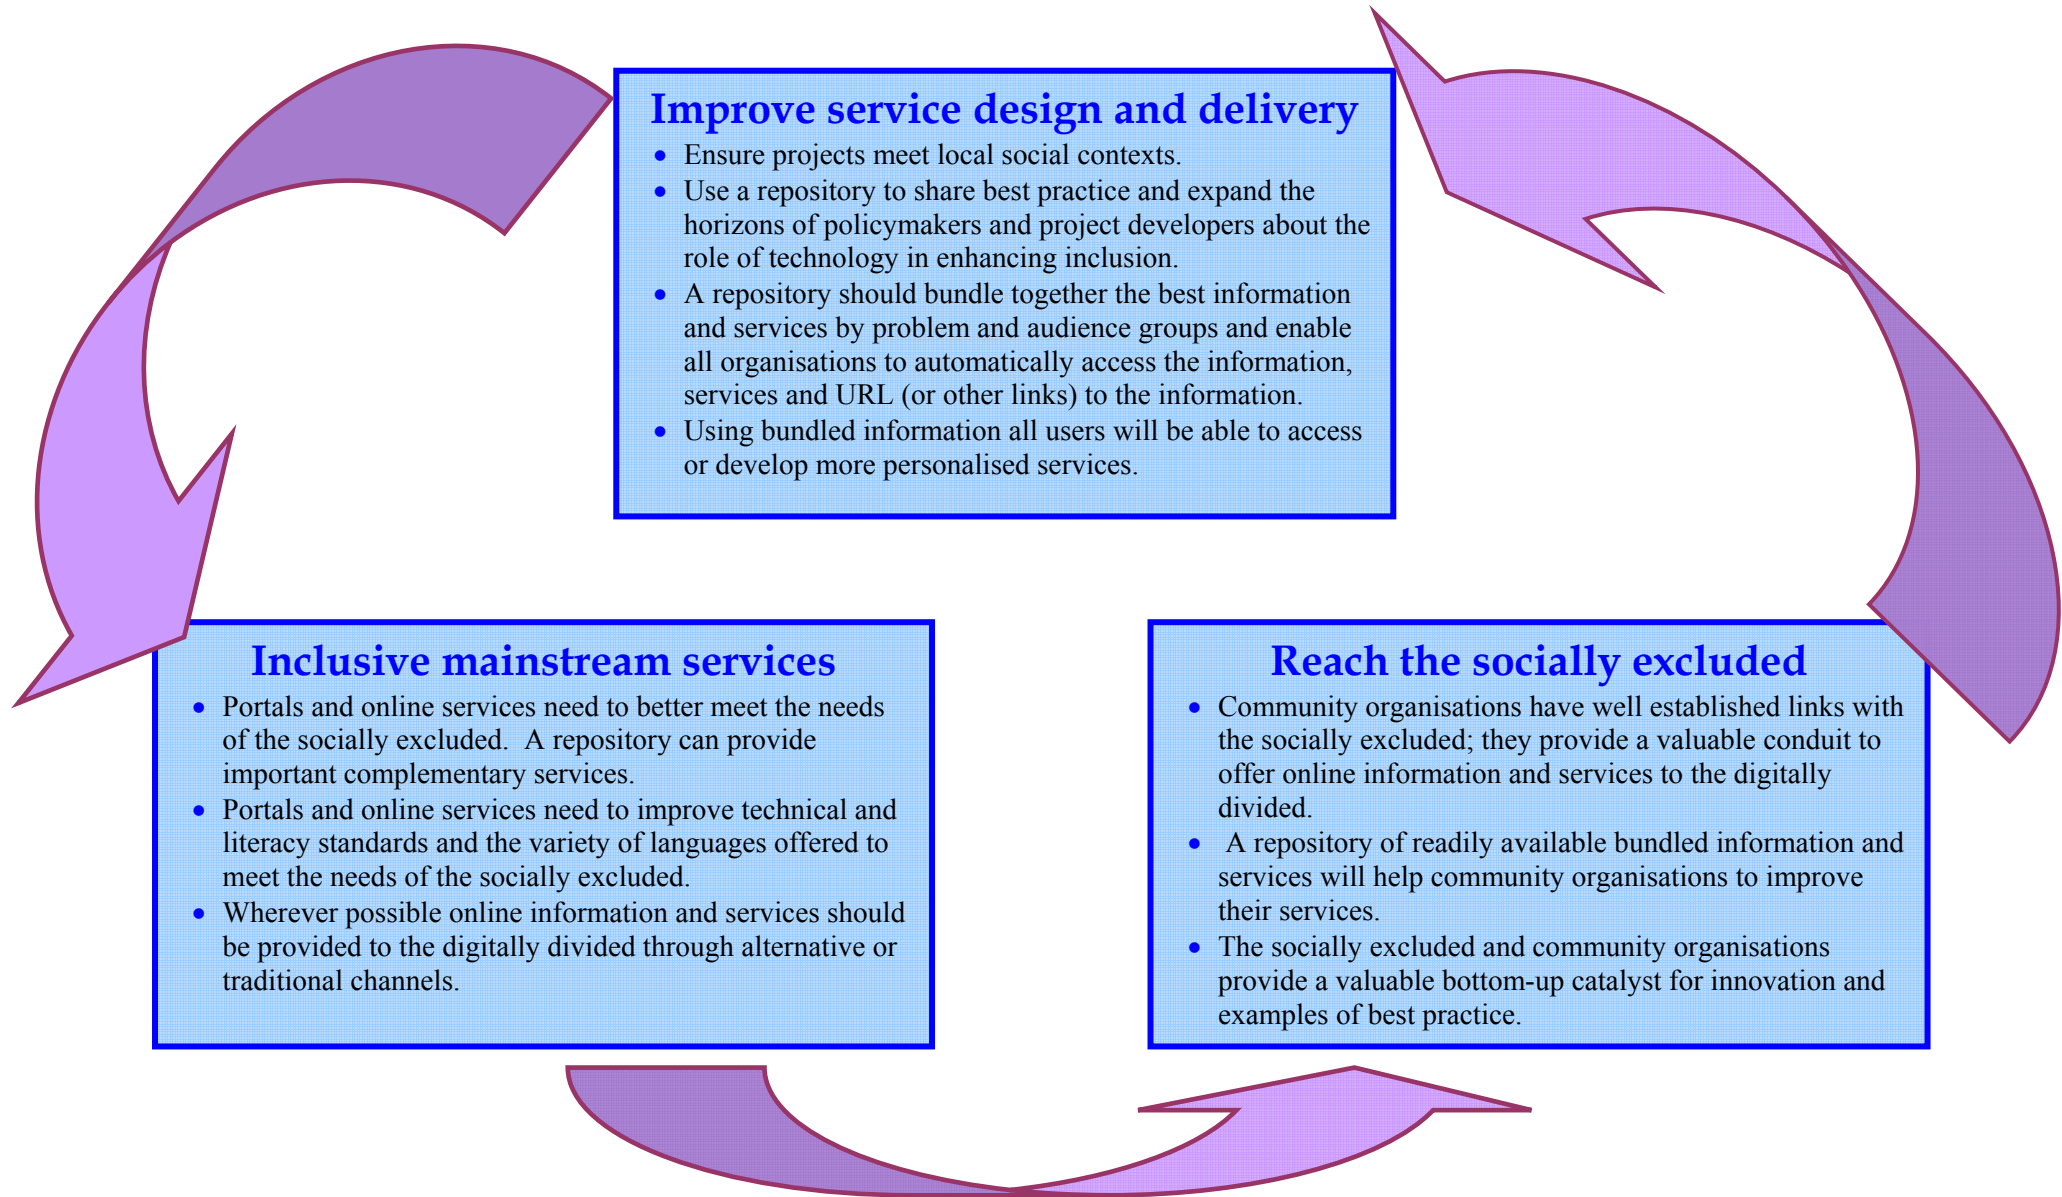 Improve service design and delivery
• Ensure projects meet local social contexts.
• Use a repository to share best practice and expand the
horizons of policymakers and project developers about the
role of technology in enhancing inclusion.
• A repository should bundle together the best information
and services by problem and audience groups and enable
all organisations to automatically access the information,
services and URL (or other links) to the information.
• Using bundled information all users will be able to access
or develop more personalised services.
Inclusive mainstream services
• Portals and online services need to better meet the needs
of the socially excluded.  A repository can provide
important complementary services.
• Portals and online services need to improve technical and
literacy standards and the variety of languages offered to
meet the needs of the socially excluded.
• Wherever possible online information and services should
be provided to the digitally divided through alternative or
traditional channels.
Reach the socially excluded
• Community organisations have well established links with
the socially excluded; they provide a valuable conduit to
offer online information and services to the digitally
divided.
• A repository of readily available bundled information and
services will help community organisations to improve
their services.
• The socially excluded and community organisations
provide a valuable bottom-up catalyst for innovation and
examples of best practice.